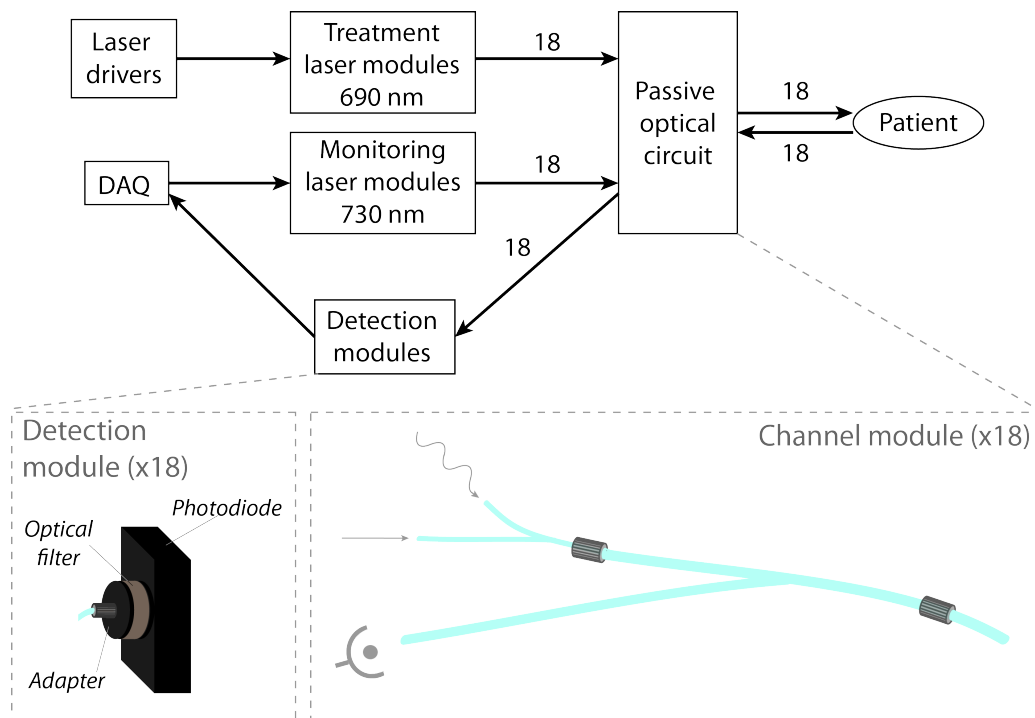 Laser
drivers
Treatment
laser modules
690 nm
18
Passive
optical
circuit
18
Patient
18
DAQ
Monitoring
laser modules
730 nm
18
18
Detection
modules
Detection
module (x18)
Photodiode
Optical
filter
Adapter
Channel module (x18)